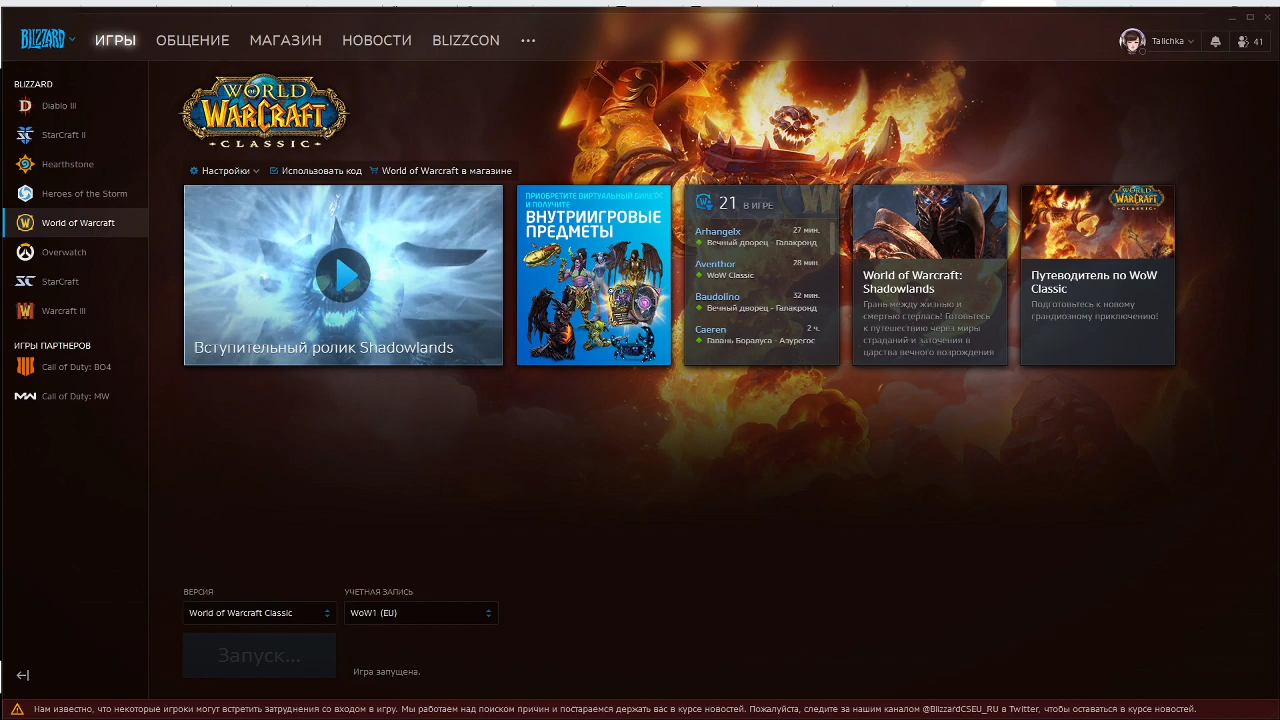 BLIZZARD
ИГРЫ
ОБЩЕНИЕ
МАГАЗИН
НОВОСТИ
BLIZZCON
Talichka
41
BLIZZARD
Diablo III
StarCraft II
Hearthstone
Heroes of the Storm
World of Warcraft
Overwatch
StarCraft
Warcraft III
ИГРЫ ПАРТНЕРОВ
Call of Duty: BO4
Call of Duty: MW
WORLD
OF
WARCRAFT
CLASSIC
Настройки
Использовать код
World of Warcraft в магазине
Вступительный ролик Shadowlands
ПРИОБРЕТИТЕ ВИРТУАЛЬНЫЙ БИЛЕТ
И ПОЛУЧИТЕ
ВНУТРИИГРОВЫЕ
ПРЕДМЕТЫ
21 В ИГРЕ
Arhangelx 27 мин.
Вечный дворец - Галакронд
Aventhor 28 мин.
WoW Classic
Baudolino 32 мин.
Вечный дворец - Галакронд
Caeren 2 ч.
Гавань Боралуса - Азурегос
World of Warcraft:
Shadowlands
Грань между жизнью и
смертью стерлась! Готовьтесь
к путешествию через миры
страданий и заточения в
царства вечного возрождения
WORLD
OF
WARCRAFT
CLASSIC
Путеводитель по WoW
Classic
Подготовьтесь к новому
грандиозному приключению!
ВЕРСИЯ
World of Warcraft Classic
УЧЕТНАЯ ЗАПИСЬ
WoW1 (EU)
Запуск...
Игра запущена.
Нам известно, что некоторые игроки могут встретить затруднения со входом в игру. Мы работаем над поиском причин и постараемся держать вас в курсе новостей. Пожалуйста, следите за нашим каналом @BlizzardCSEU_RU в Twitter, чтобы оставаться в курсе новостей.